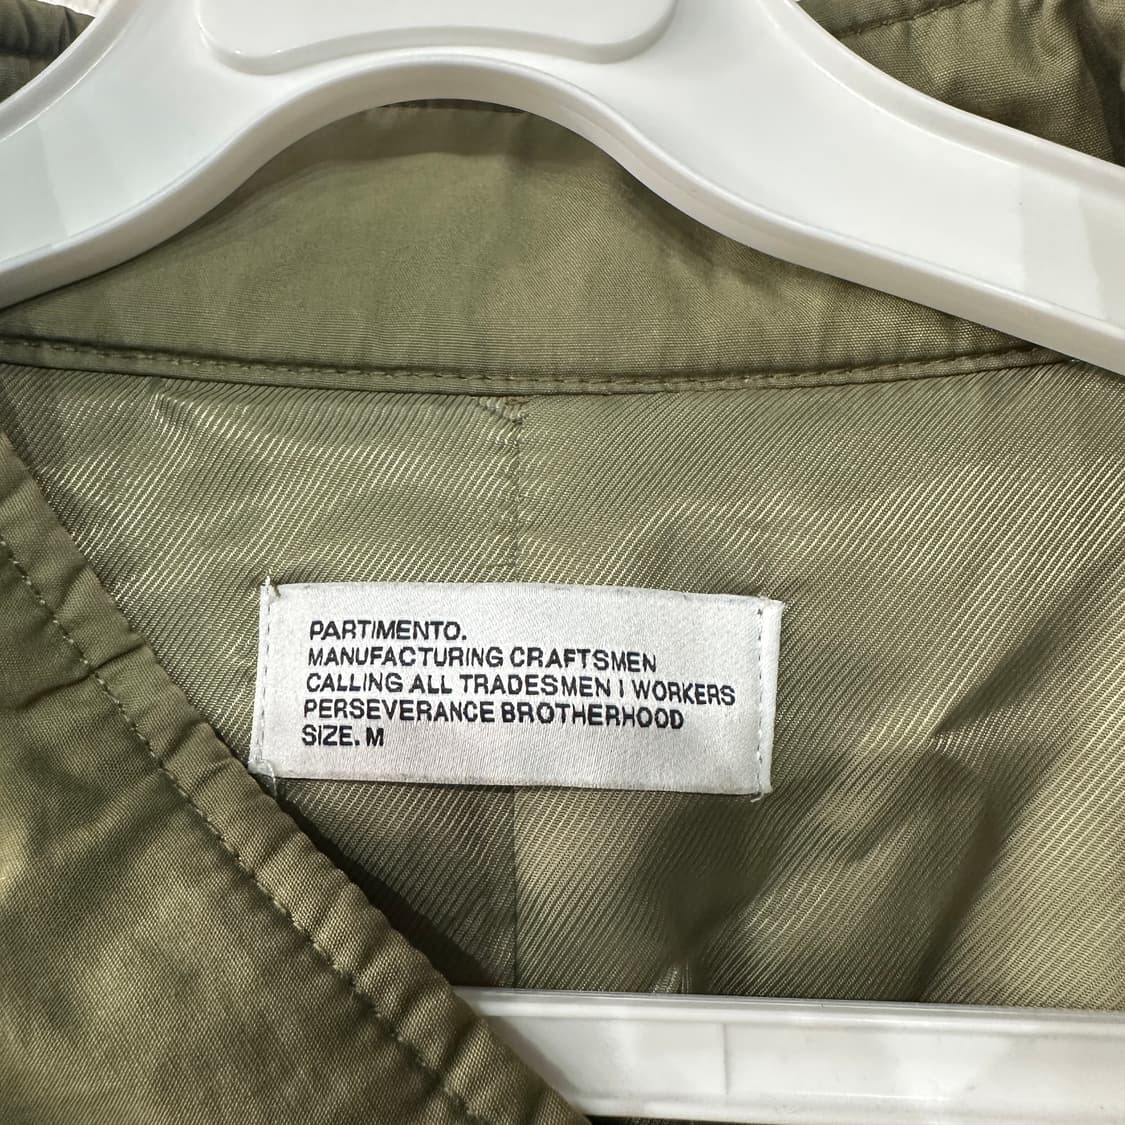 PARTIMENTO.
MANUFACTURING CRAFTSMEN
CALLING ALL TRADESMEN I WORKERS
PERSEVERANCE BROTHERHOOD
SIZE. M